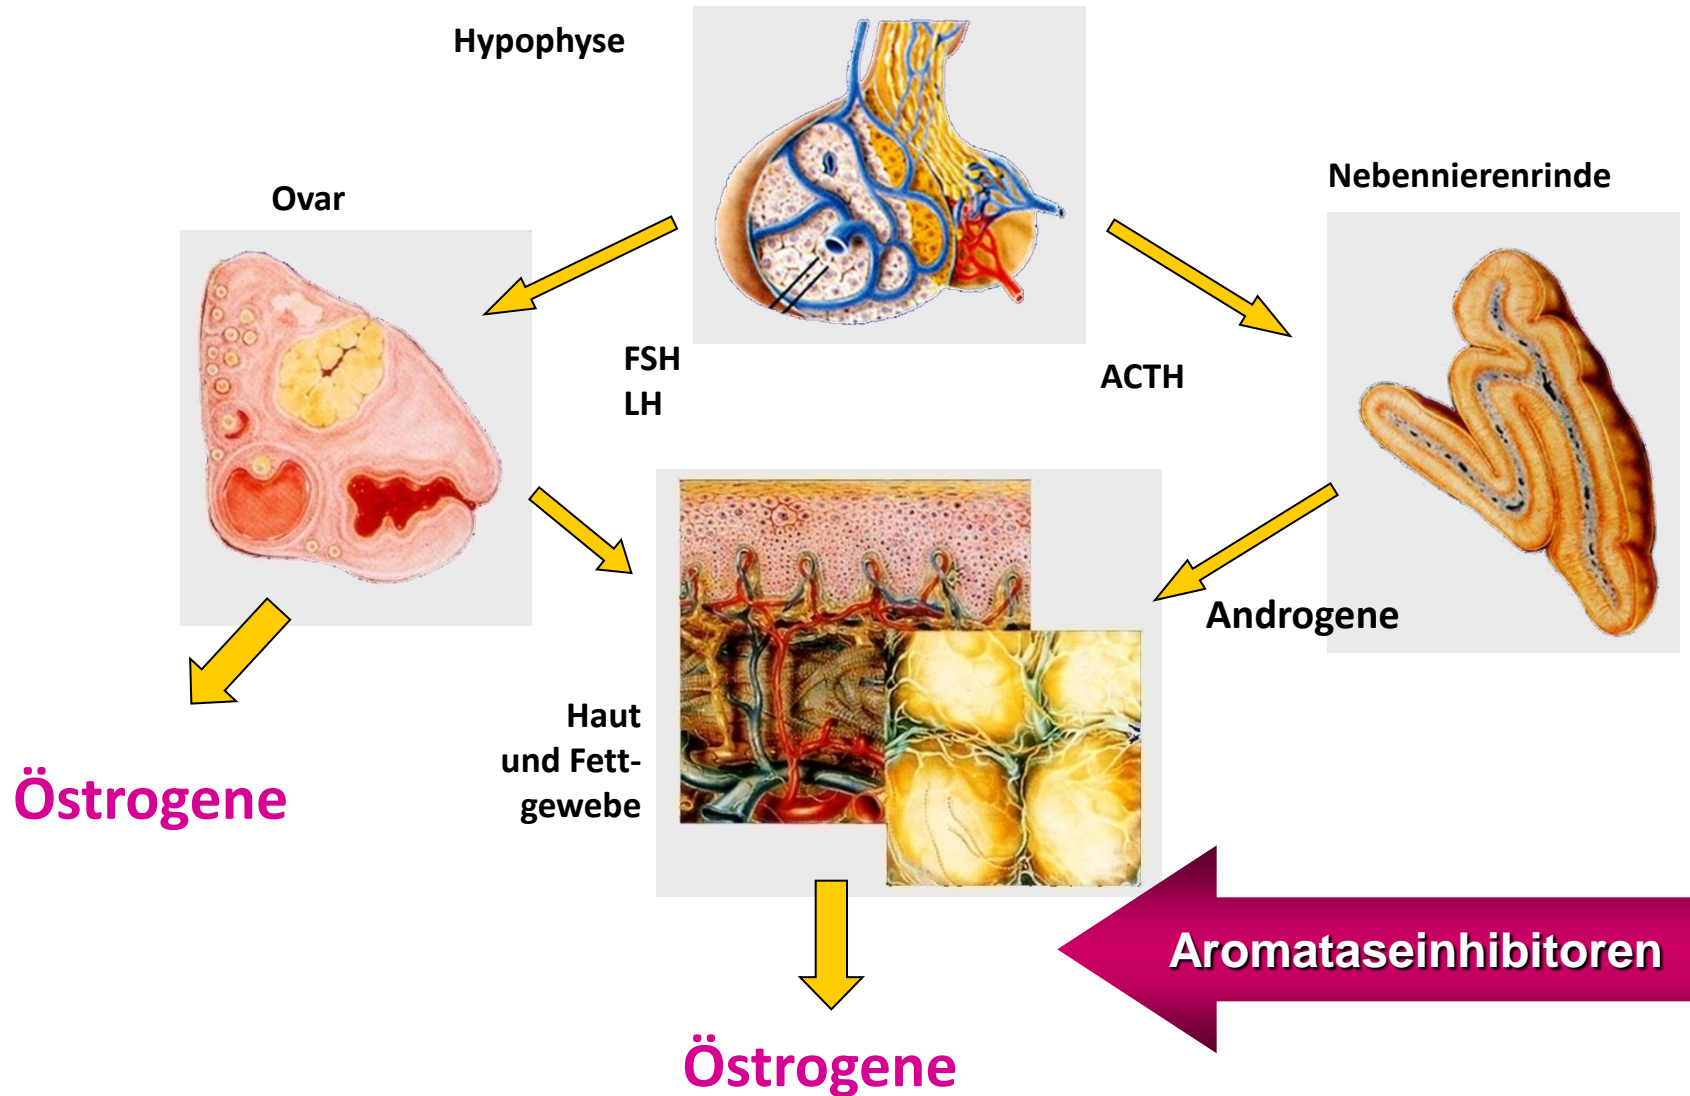 Hypophyse
Nebennierenrinde
Ovar
FSH
LH
ACTH
Androgene
Haut
und Fett-
gewebe
Östrogene
Aromataseinhibitoren
Östrogene